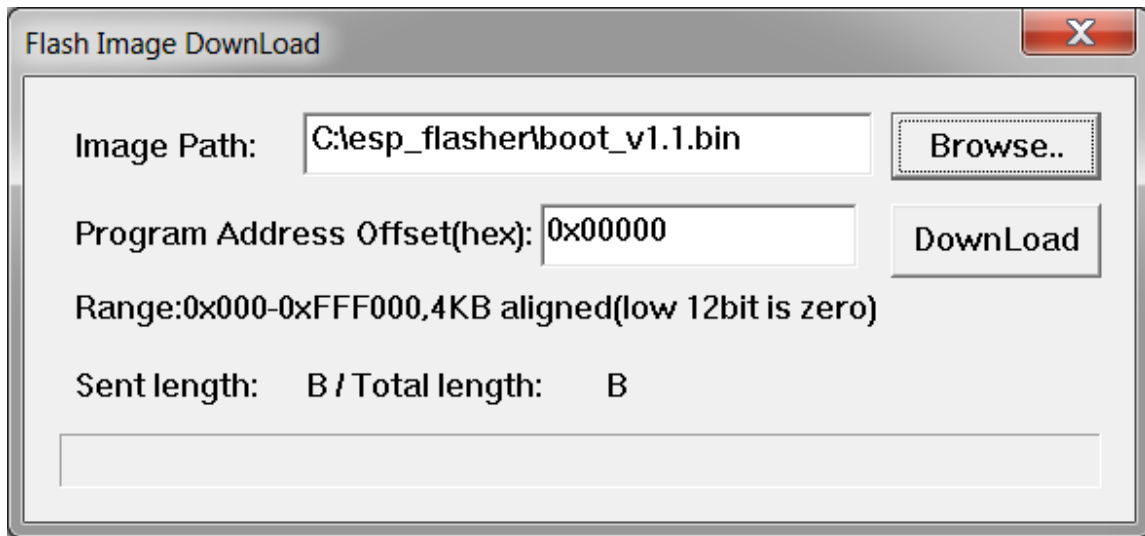 Flash Image DownLoad
Image Path: C:\esp_flasher\boot_v1.1.bin Browse..
Program Address Offset(hex): 0x00000 DownLoad
Range:0x000-0xFFF000,4KB aligned(low 12bit is zero)
Sent length: B / Total length: B